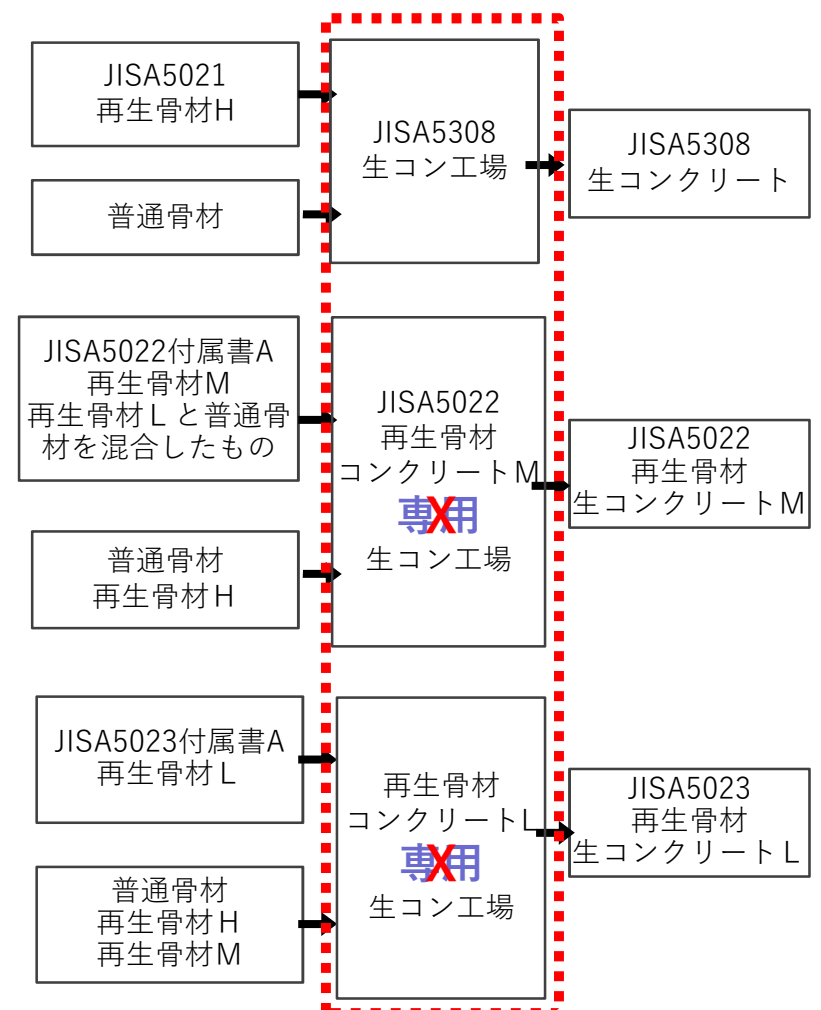 JISA5021
再生骨材H
普通骨材
JISA5308
生コン工場
JISA5308
生コンクリート
JISA5022付属書A
再生骨材M
再生骨材Ｌと普通骨
材を混合したもの
普通骨材
再生骨材Ｈ
JISA5022
再生骨材
コンクリートM
専用
X
生コン工場
JISA5022
再生骨材
生コンクリートＭ
JISA5023付属書A
再生骨材Ｌ
普通骨材
再生骨材H
再生骨材M
再生骨材
コンクリートL
専用
X
生コン工場
JISA5023
再生骨材
生コンクリートＬ